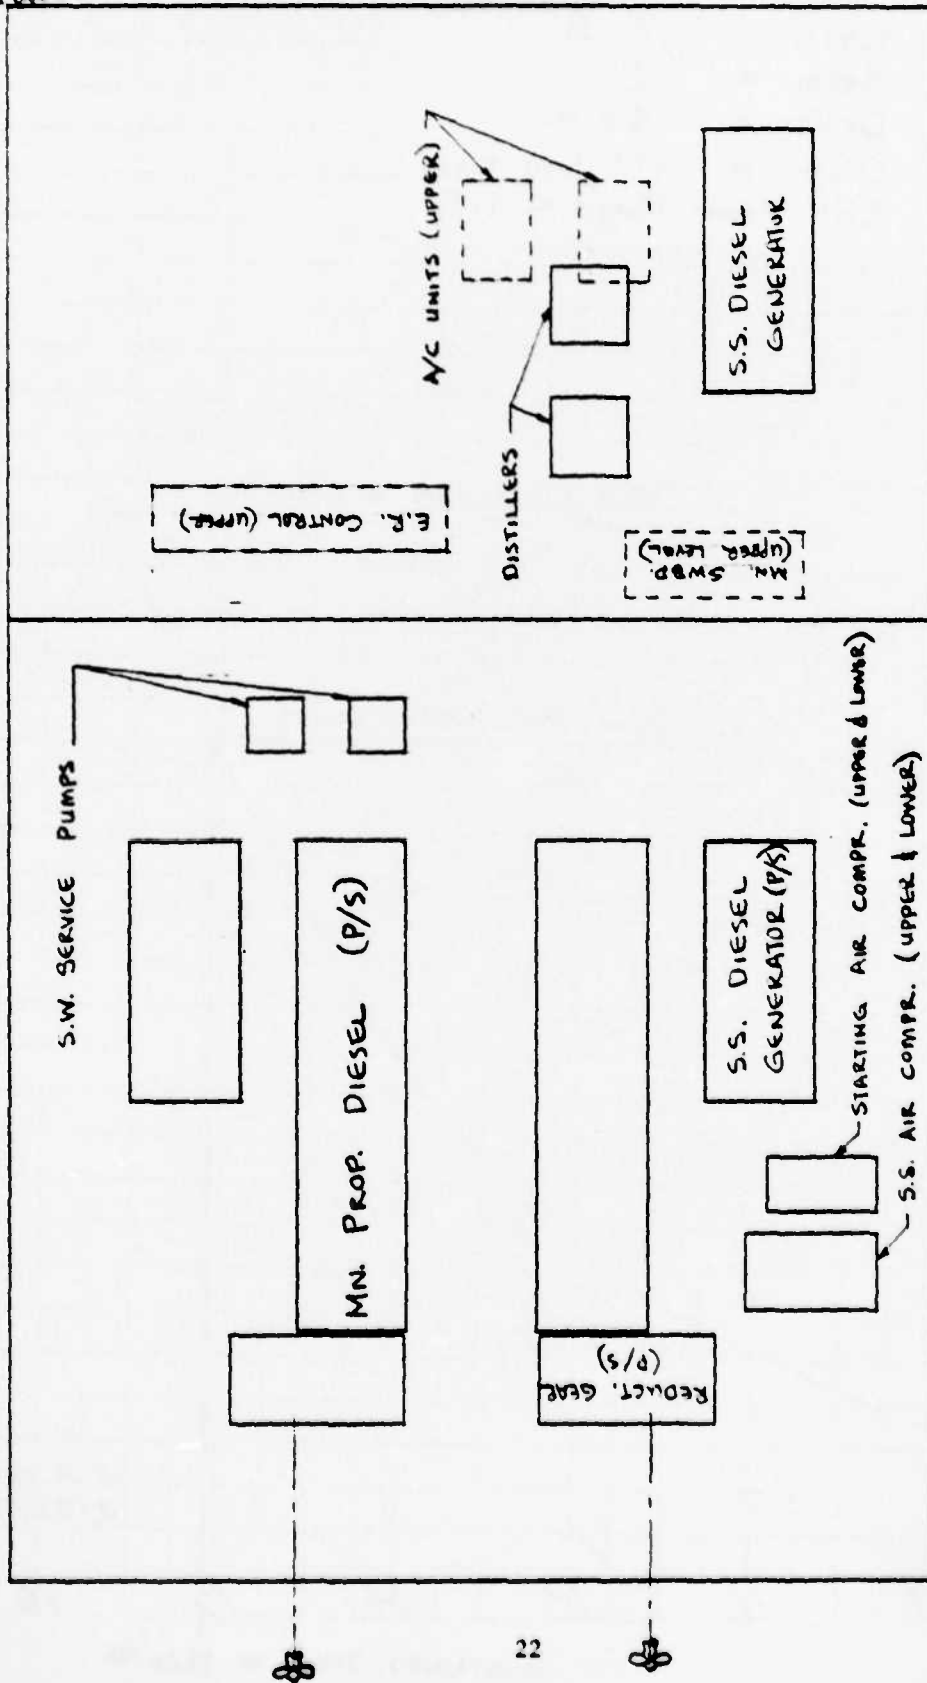 A/C UNITS (UPPER)
S.S. DIESEL
GENERATOR
DISTILLERS
E.R. CONTROL (UPPER)
MN. SWBD.
(UPPER LEVEL)
S.W. SERVICE PUMPS
MN. PROP. DIESEL (P/S)
S.S. DIESEL
GENERATOR (P/S)
STARTING AIR COMPR. (UPPER & LOWER)
S.S. AIR COMPR. (UPPER & LOWER)
REDUCT. GEAR
(P/S)
22